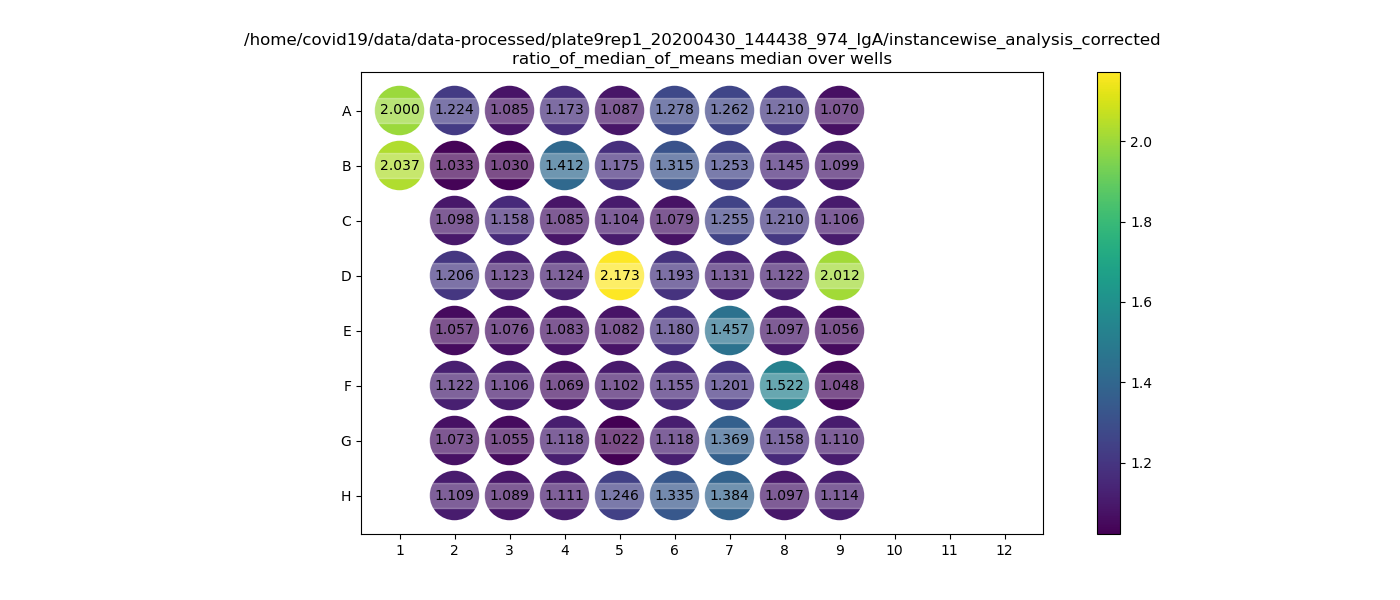 /home/covid19/data/data-processed/plate9rep1_20200430_144438_974_IgA/instancewise_analysis_corrected
ratio_of_median_of_means median over wells
A 2.000 1.224 1.085 1.173 1.087 1.278 1.262 1.210 1.070
B 2.037 1.033 1.030 1.412 1.175 1.315 1.253 1.145 1.099
C 1.098 1.158 1.085 1.104 1.079 1.255 1.210 1.106
D 1.206 1.123 1.124 2.173 1.193 1.131 1.122 2.012
E 1.057 1.076 1.083 1.082 1.180 1.457 1.097 1.056
F 1.122 1.106 1.069 1.102 1.155 1.201 1.522 1.048
G 1.073 1.055 1.118 1.022 1.118 1.369 1.158 1.110
H 1.109 1.089 1.111 1.246 1.335 1.384 1.097 1.114
1 2 3 4 5 6 7 8 9 10 11 12
2.0
1.8
1.6
1.4
1.2